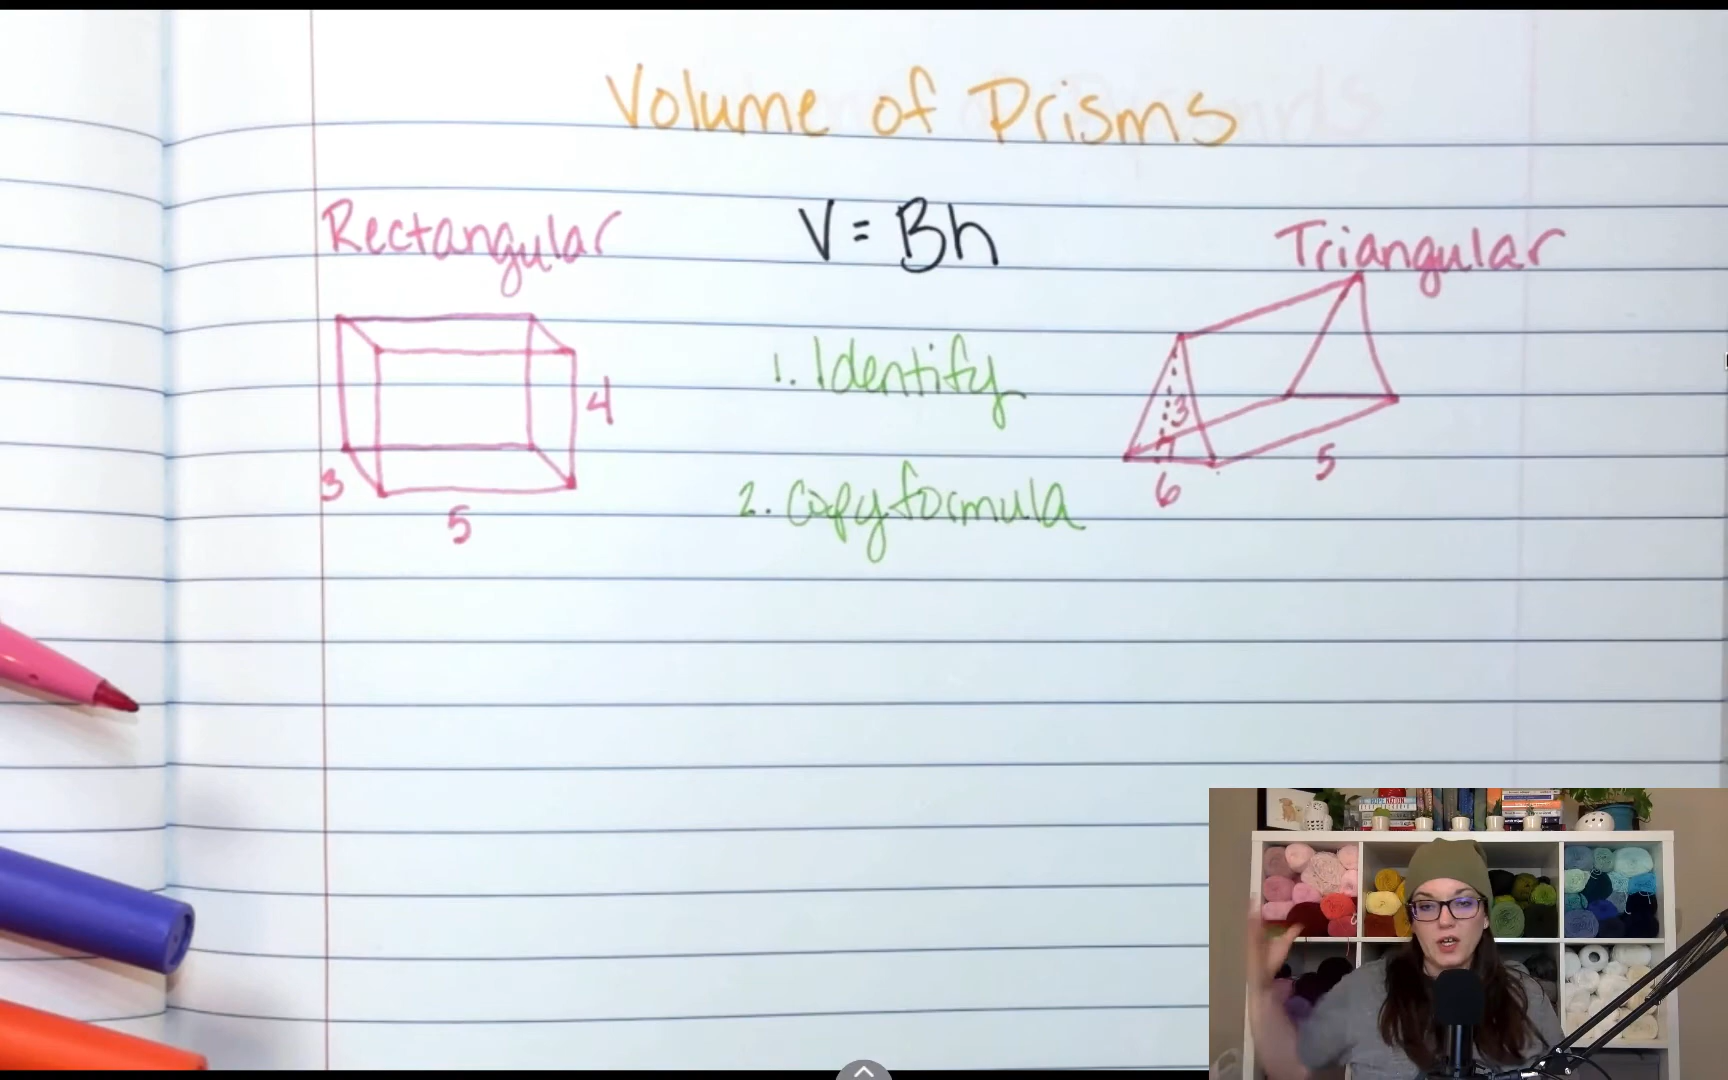 Volume of Prisms
Rectangular
V = Bh
Triangular
1. Identify
4
3
3
5
2. copy formula
6
5